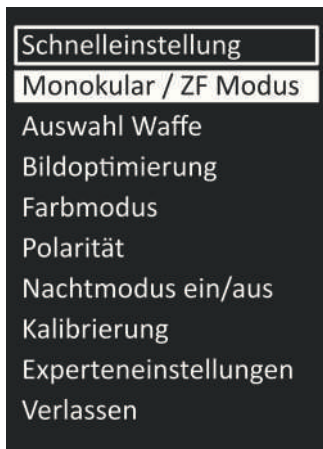 Schnelleinstellung
Monokular / ZF Modus
Auswahl Waffe
Bildoptimierung
Farbmodus
Polarität
Nachtmodus ein/aus
Kalibrierung
Experteneinstellungen
Verlassen